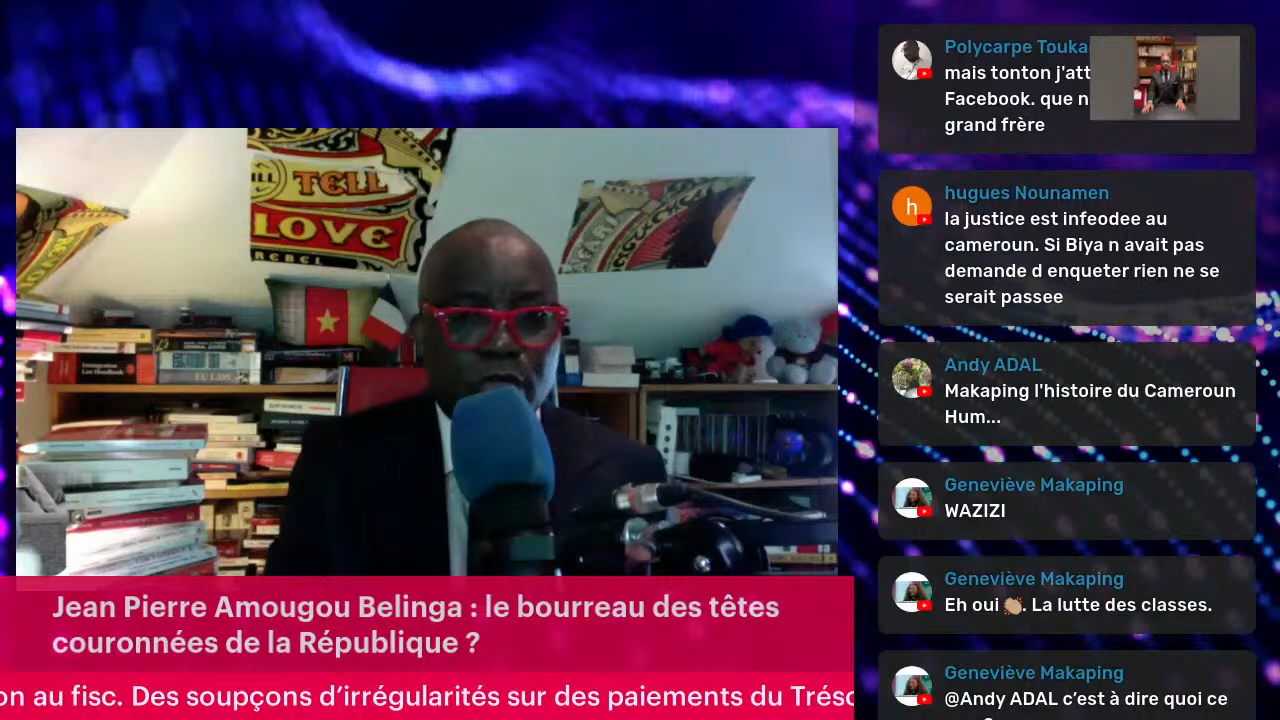 TELL
LOVE
REBEL
EU LAW
Jean Pierre Amougou Belinga : le bourreau des têtes
couronnées de la République ?
on au fisc. Des soupçons d’irrégularités sur des paiements du Tréso
Polycarpe Touka
mais tonton j'att
Facebook. que n
grand frère
h
hugues Nounamen
la justice est infeodee au
cameroun. Si Biya n avait pas
demande d enqueter rien ne se
serait passee
Andy ADAL
Makaping l'histoire du Cameroun
Hum...
Geneviève Makaping
WAZIZI
Geneviève Makaping
Eh oui 👏🏽. La lutte des classes.
Geneviève Makaping
@Andy ADAL c’est à dire quoi ce